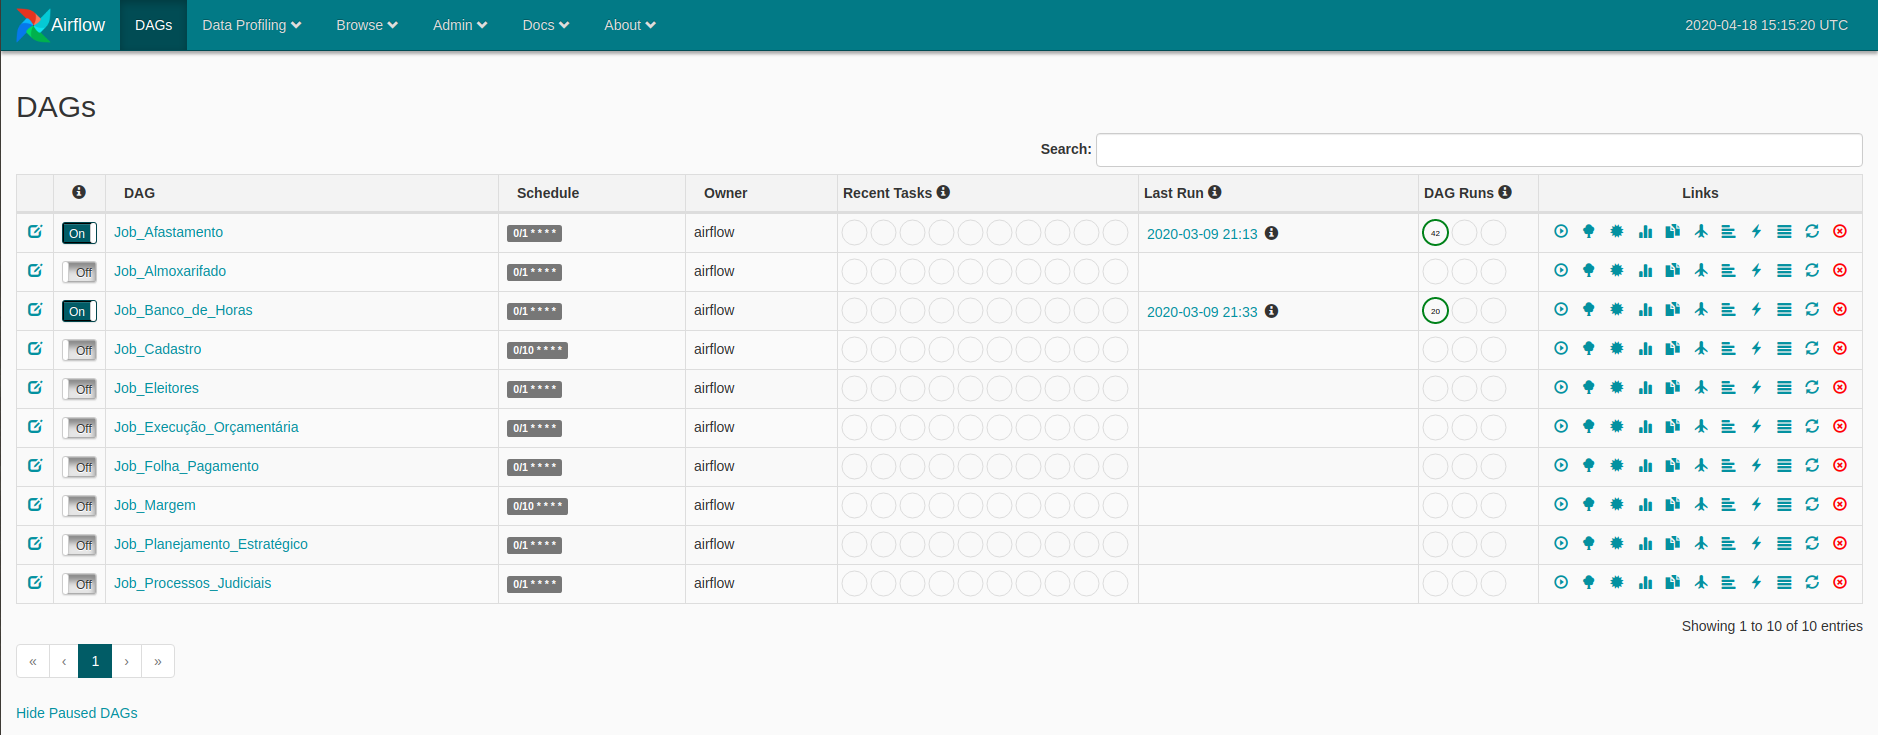 Airflow DAGs Data Profiling Browse Admin Docs About 2020-04-18 15:15:20 UTC
DAGs
Search:
DAG Schedule Owner Recent Tasks Last Run DAG Runs Links
On Job_Afastamento 0/1 * * * * airflow 2020-03-09 21:13 42
Off Job_Almoxarifado 0/1 * * * * airflow
On Job_Banco_de_Horas 0/1 * * * * airflow 2020-03-09 21:33 20
Off Job_Cadastro 0/10 * * * * airflow
Off Job_Eleitores 0/1 * * * * airflow
Off Job_Execução_Orçamentária 0/1 * * * * airflow
Off Job_Folha_Pagamento 0/1 * * * * airflow
Off Job_Margem 0/10 * * * * airflow
Off Job_Planejamento_Estratégico 0/1 * * * * airflow
Off Job_Processos_Judiciais 0/1 * * * * airflow
Showing 1 to 10 of 10 entries
« ‹ 1 › »
Hide Paused DAGs